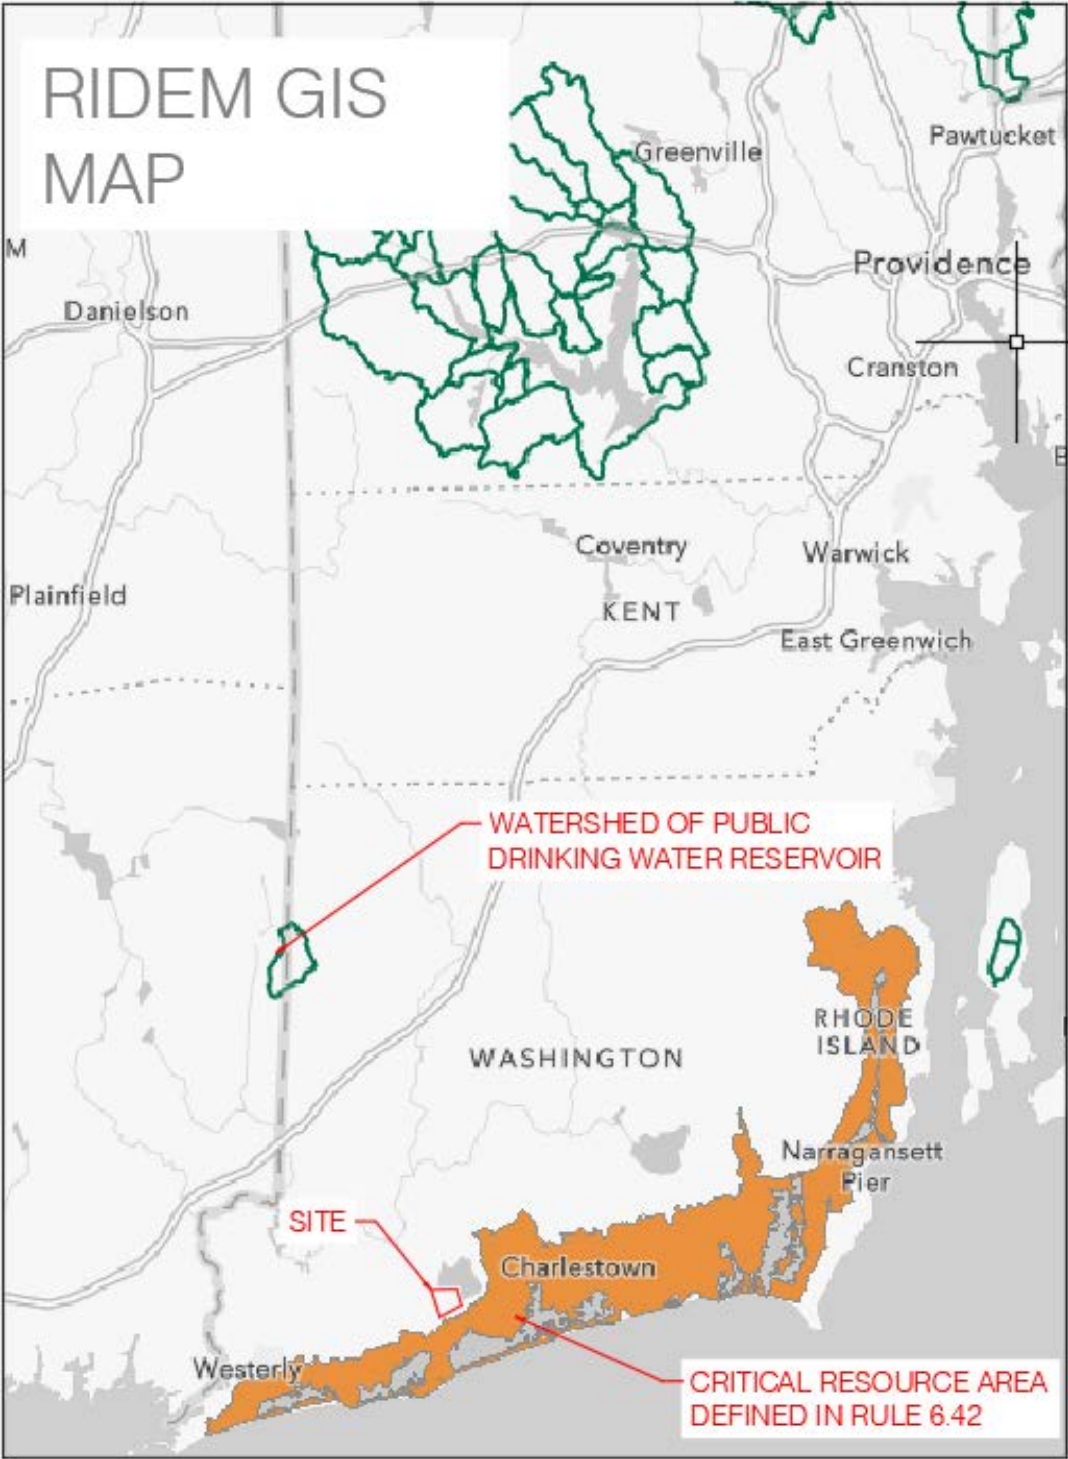 RIDEM GIS
MAP
Greenville
Pawtucket
M
Providence
Danielson
Cranston
Coventry
Warwick
Plainfield
KENT
East Greenwich
WATERSHED OF PUBLIC
DRINKING WATER RESERVOIR
RHODE
ISLAND
WASHINGTON
Narragansett
Pier
SITE
Charlestown
Westerly
CRITICAL RESOURCE AREA
DEFINED IN RULE 6.42